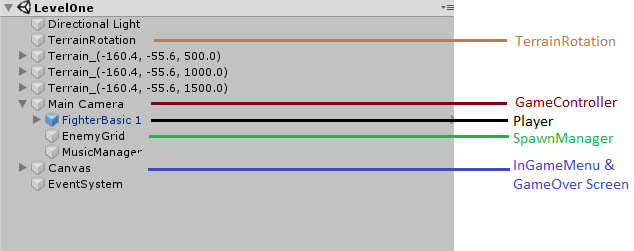 LevelOne
Directional Light
TerrainRotation
TerrainRotation
Terrain_(-160.4, -55.6, 500.0)
Terrain_(-160.4, -55.6, 1000.0)
Terrain_(-160.4, -55.6, 1500.0)
Main Camera
GameController
FighterBasic 1
Player
EnemyGrid
SpawnManager
MusicManager
Canvas
InGameMenu &
GameOver Screen
EventSystem